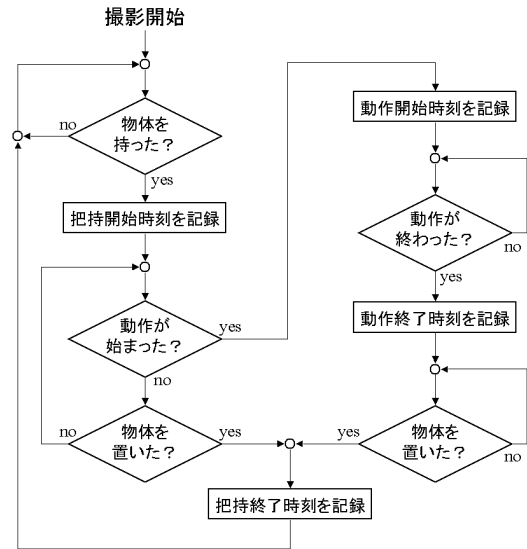 撮影開始
物体を
持った？
no
yes
把持開始時刻を記録
動作が
始まった？
yes
no
物体を
置いた？
no
yes
動作開始時刻を記録
動作が
終わった？
no
yes
動作終了時刻を記録
物体を
置いた？
yes
no
把持終了時刻を記録